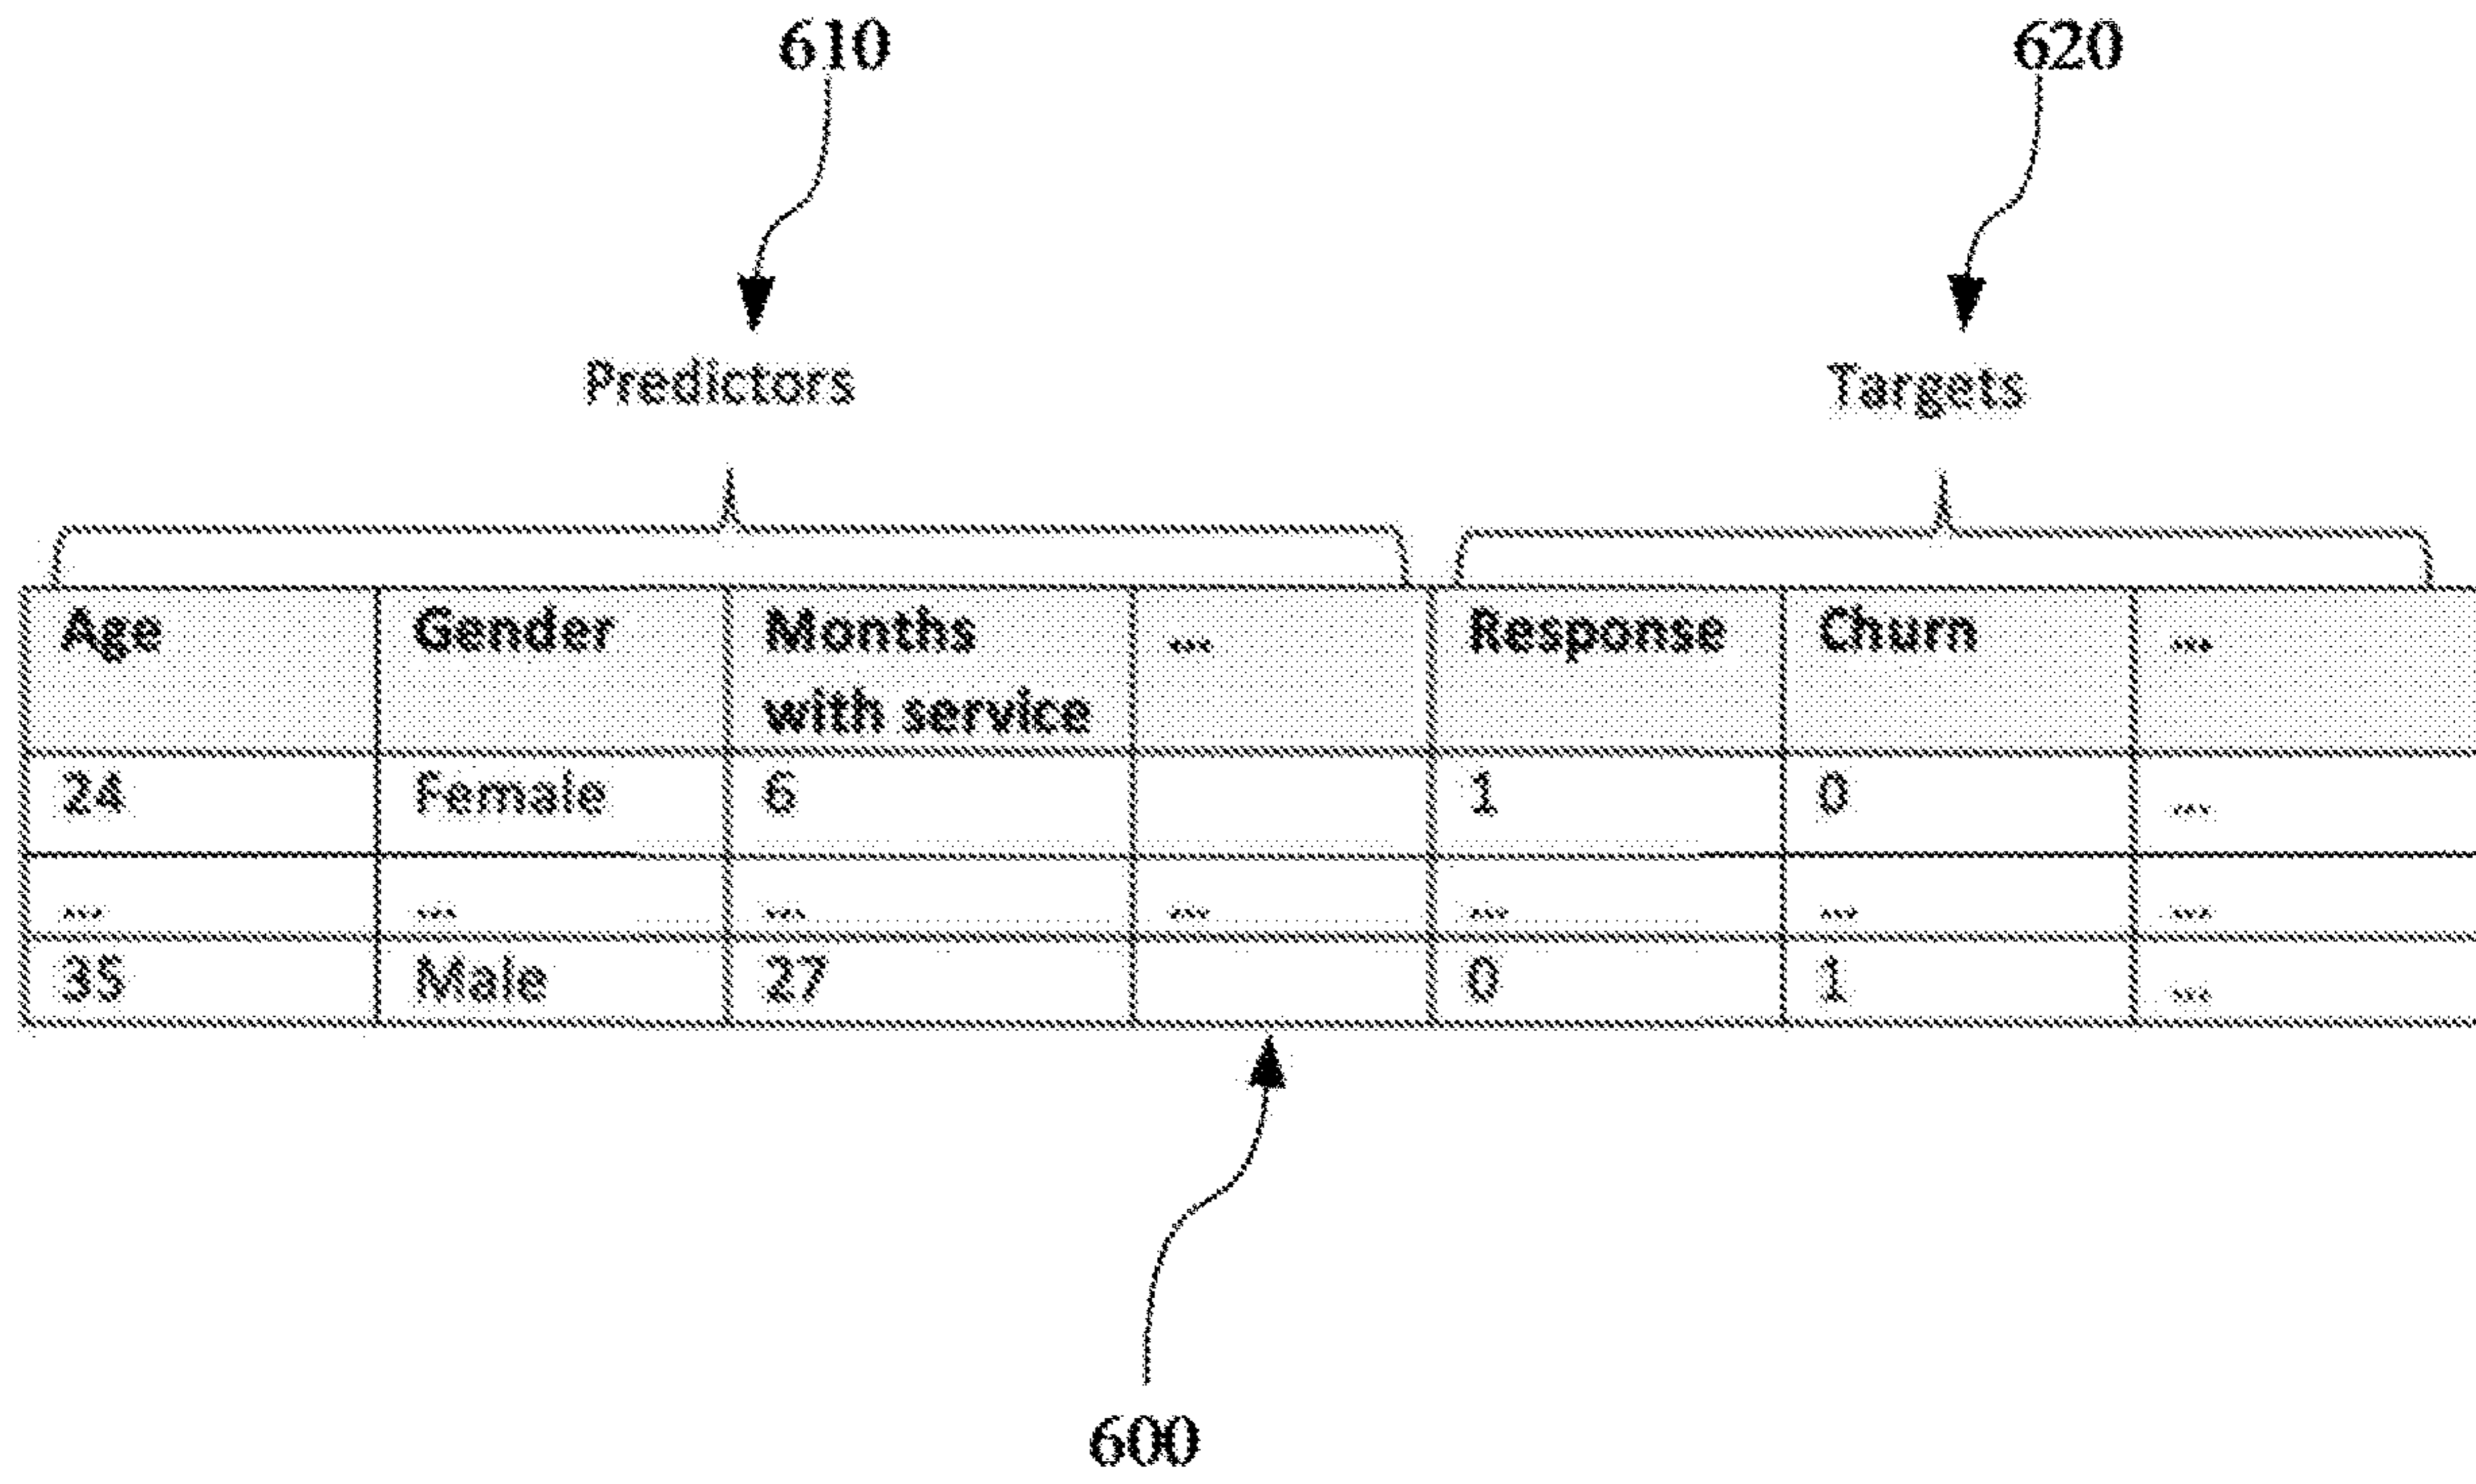 610 620
Predictors Targets
Age Gender Months with service ... Response Churn ...
24 Female 6 1 0 ...
... ... ... ... ... ... ...
35 Male 27 0 1 ...
600